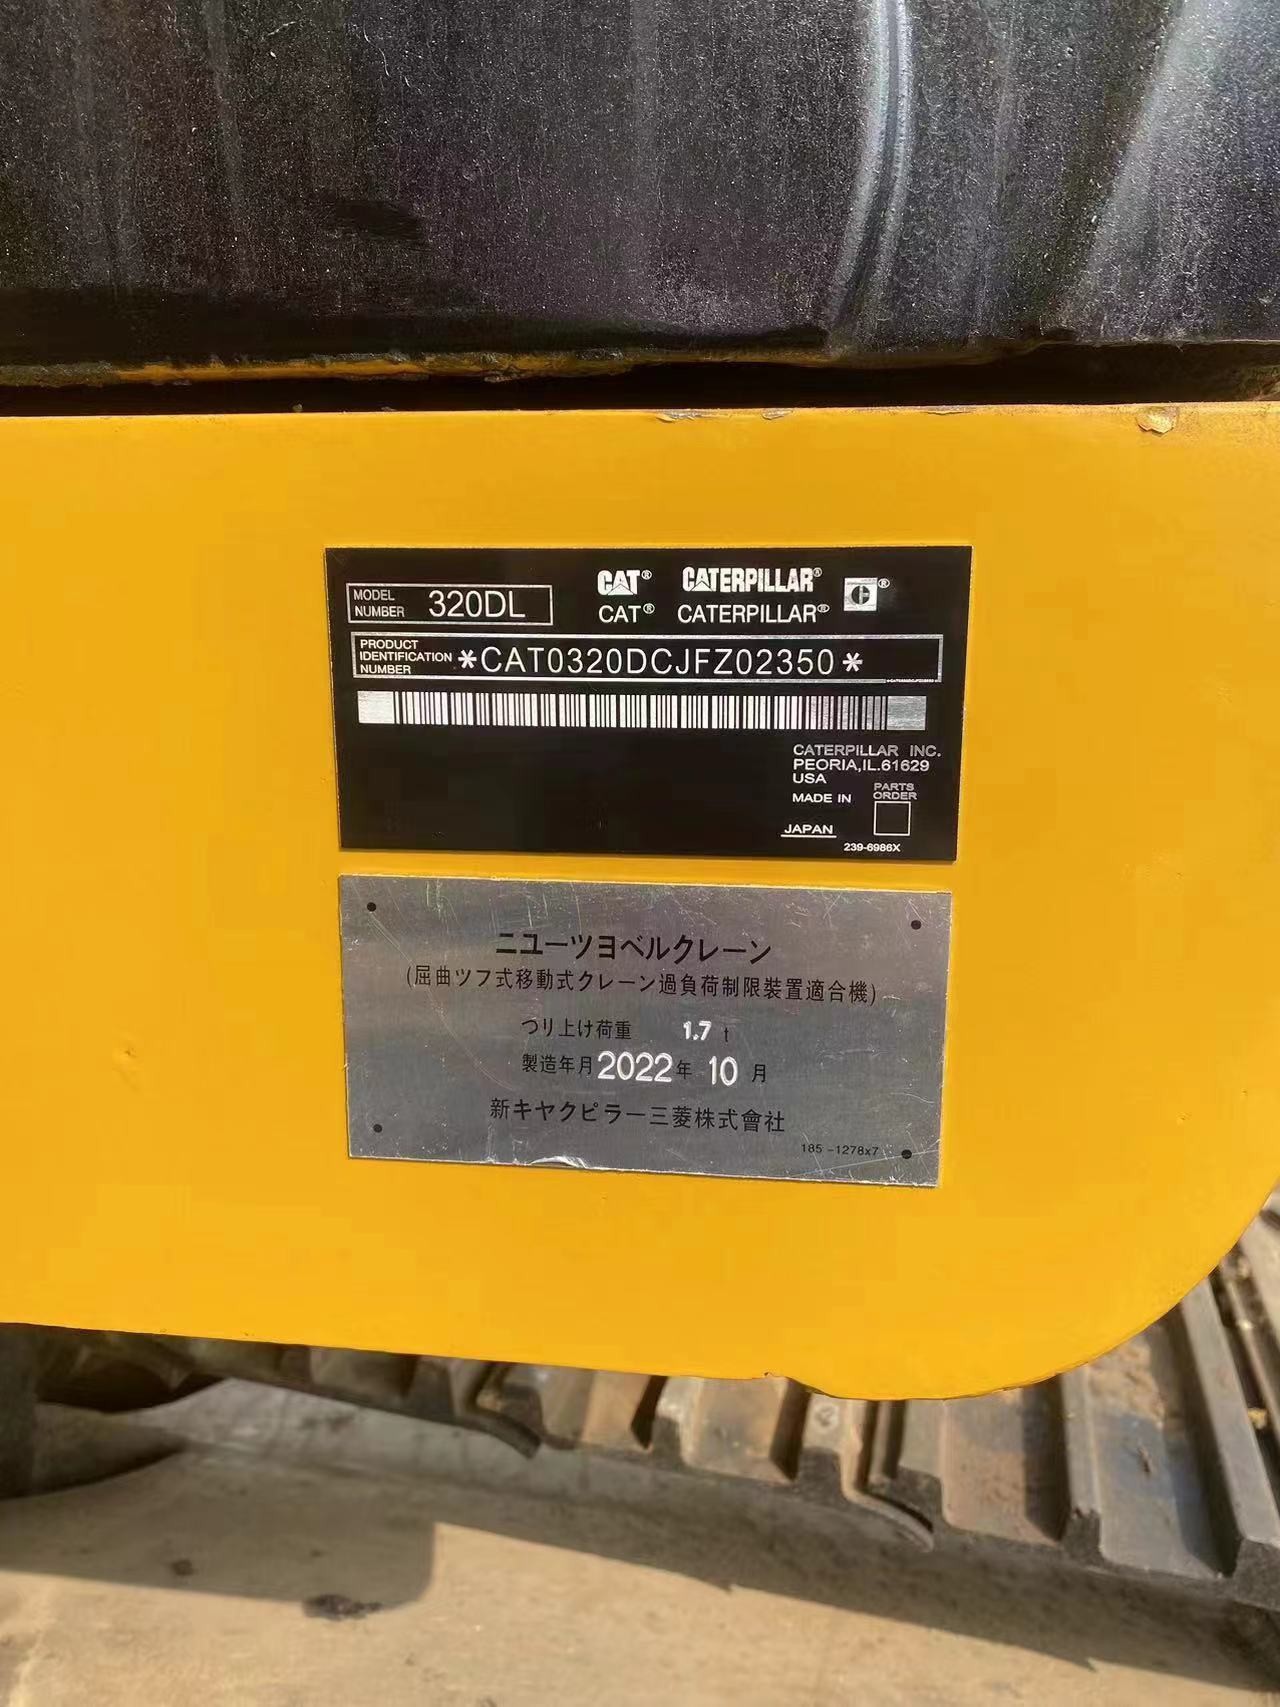 MODEL NUMBER 320DL
CAT® CATERPILLAR® ®
CAT® CATERPILLAR®
PRODUCT IDENTIFICATION NUMBER *CAT0320DCJFZ02350*
CATERPILLAR INC.
PEORIA,IL.61629
USA
MADE IN
JAPAN
PARTS
ORDER
239-6986X
ニユーツヨベルクレーン
(屈曲ツフ式移動式クレーン過負荷制限装置適合機)
つり上け荷重 1.7 t
製造年月2022年 10 月
新キヤクピラー三菱株式會社
185 -1278x7